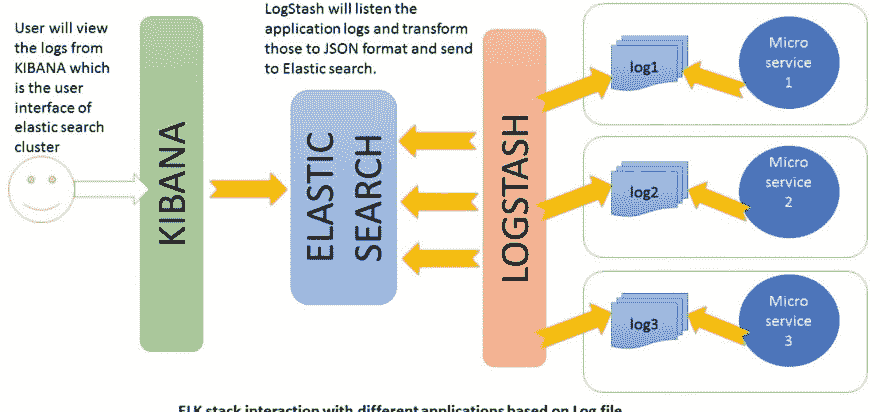 User will view
the logs from
KIBANA which
is the user
interface of
elastic search
cluster
LogStash will listen the
application logs and transform
those to JSON format and send
to Elastic search.
KIBANA
ELASTIC
SEARCH
LOGSTASH
log1
Micro
service
1
log2
Micro
service
2
log3
Micro
service
3
ELK stack interaction with different applications based on Log file